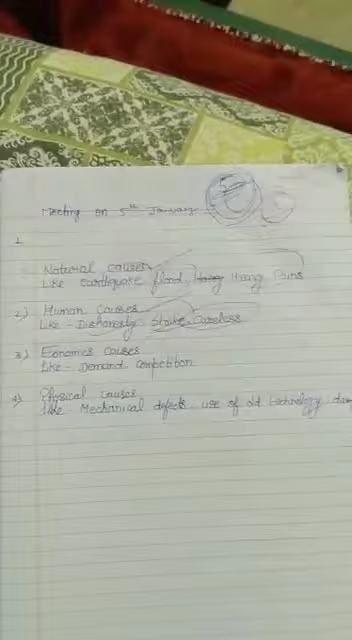 Meeting on 5th January
1.
Natural causes
Like Earthquake flood, Heavy Rains
2) Human Causes
Like - Dishonesty Strike Careless
3) Economics causes
like - Demand competition
4) Physical causes
like Mechanical defects, use of old technology